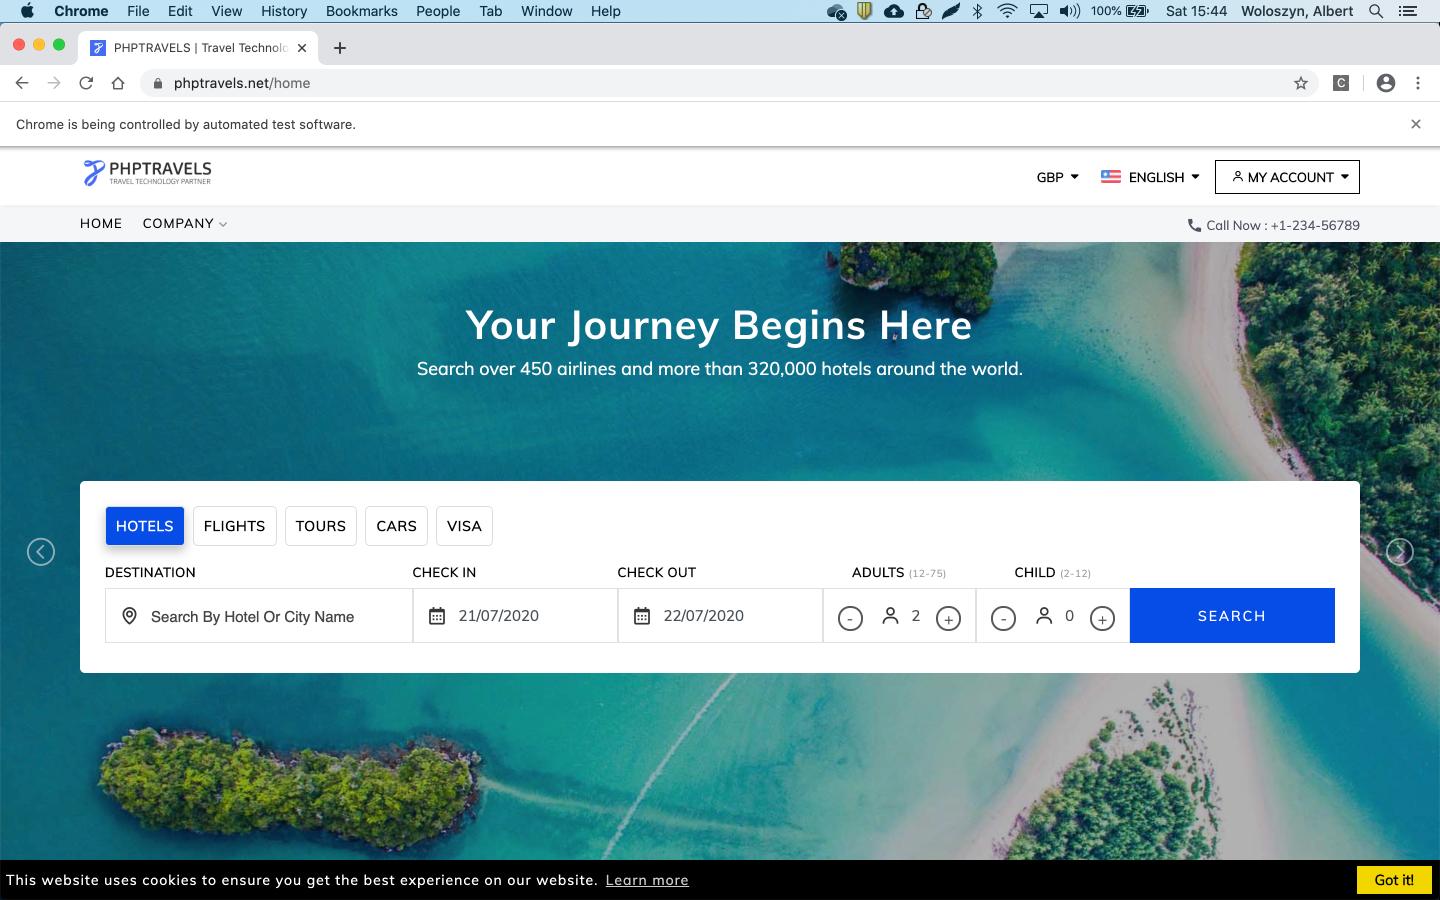 Chrome File Edit View History Bookmarks People Tab Window Help 100% Sat 15:44 Woloszyn, Albert
PHPTRAVELS | Travel Technolo
phptravels.net/home
C
Chrome is being controlled by automated test software.
PHPTRAVELS
TRAVEL TECHNOLOGY PARTNER
GBP ENGLISH MY ACCOUNT
HOME COMPANY Call Now : +1-234-56789
Your Journey Begins Here
Search over 450 airlines and more than 320,000 hotels around the world.
HOTELS FLIGHTS TOURS CARS VISA
DESTINATION CHECK IN CHECK OUT ADULTS (12-75) CHILD (2-12)
Search By Hotel Or City Name 21/07/2020 22/07/2020 - 2 + - 0 + SEARCH
This website uses cookies to ensure you get the best experience on our website. Learn more Got it!